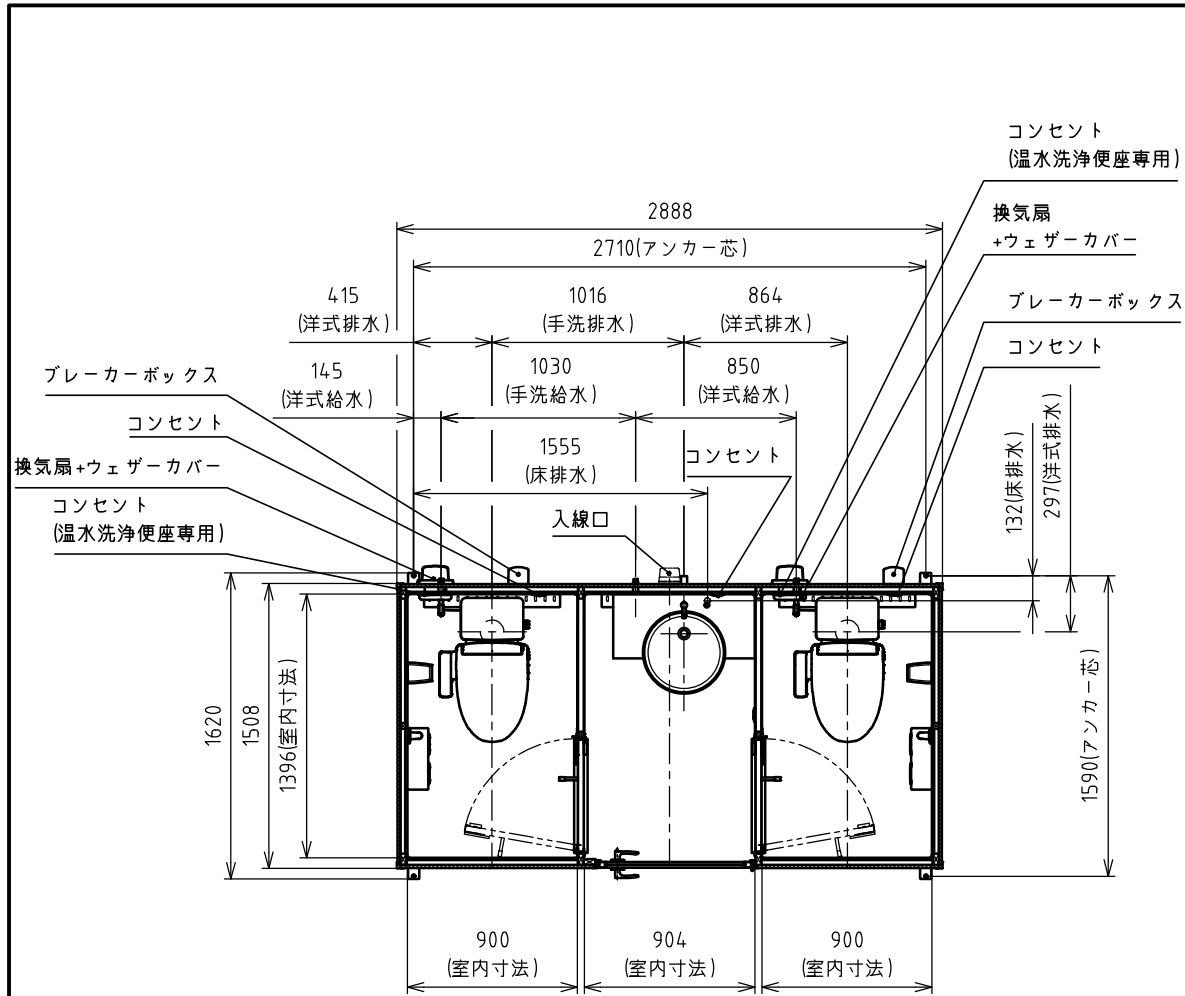 コンセント
(温水洗浄便座専用)
2888
換気扇
+ウェザーカバー
2710(アンカー芯)
415
(洋式排水)
1016
(手洗排水)
864
(洋式排水)
ブレーカーボックス
コンセント
145
(洋式給水)
1030
(手洗給水)
850
(洋式給水)
ブレーカーボックス
コンセント
1555
(床排水)
コンセント
換気扇+ウェザーカバー
コンセント
(温水洗浄便座専用)
入線口
132(床排水)
297(洋式排水)
1620
1508
1396(室内寸法)
1590(アンカー芯)
900
(室内寸法)
904
(室内寸法)
900
(室内寸法)